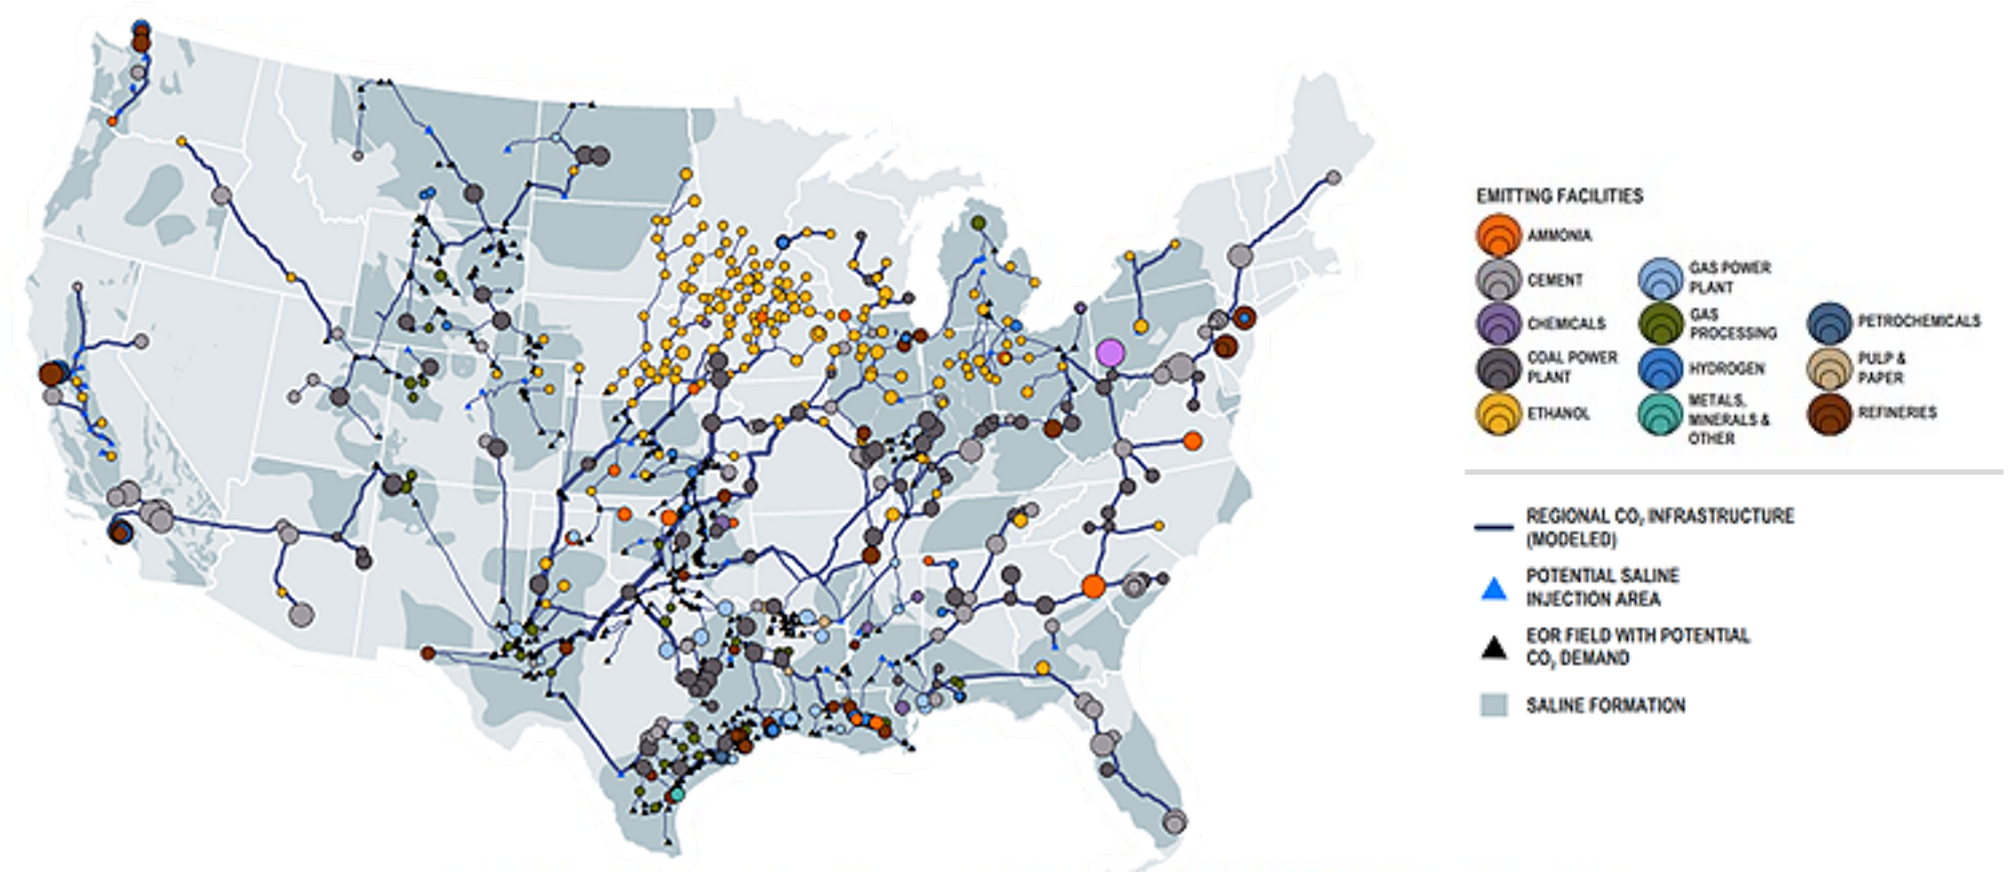 EMITTING FACILITIES
AMMONIA
CEMENT
CHEMICALS
COAL POWER
PLANT
ETHANOL
GAS POWER
PLANT
GAS
PROCESSING
HYDROGEN
METALS,
MINERALS &
OTHER
PETROCHEMICALS
PULP &
PAPER
REFINERIES
REGIONAL CO₂ INFRASTRUCTURE
(MODELED)
POTENTIAL SALINE
INJECTION AREA
EOR FIELD WITH POTENTIAL
CO₂ DEMAND
SALINE FORMATION